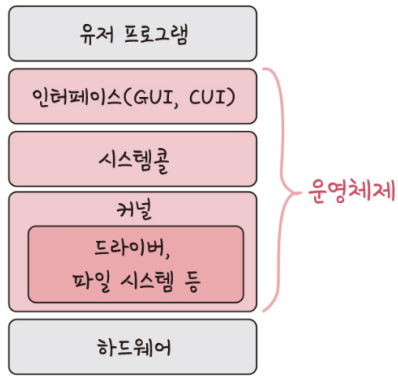 유저 프로그램
인터페이스(GUI, CUI)
시스템콜
커널
드라이버,
파일 시스템 등
운영체제
하드웨어